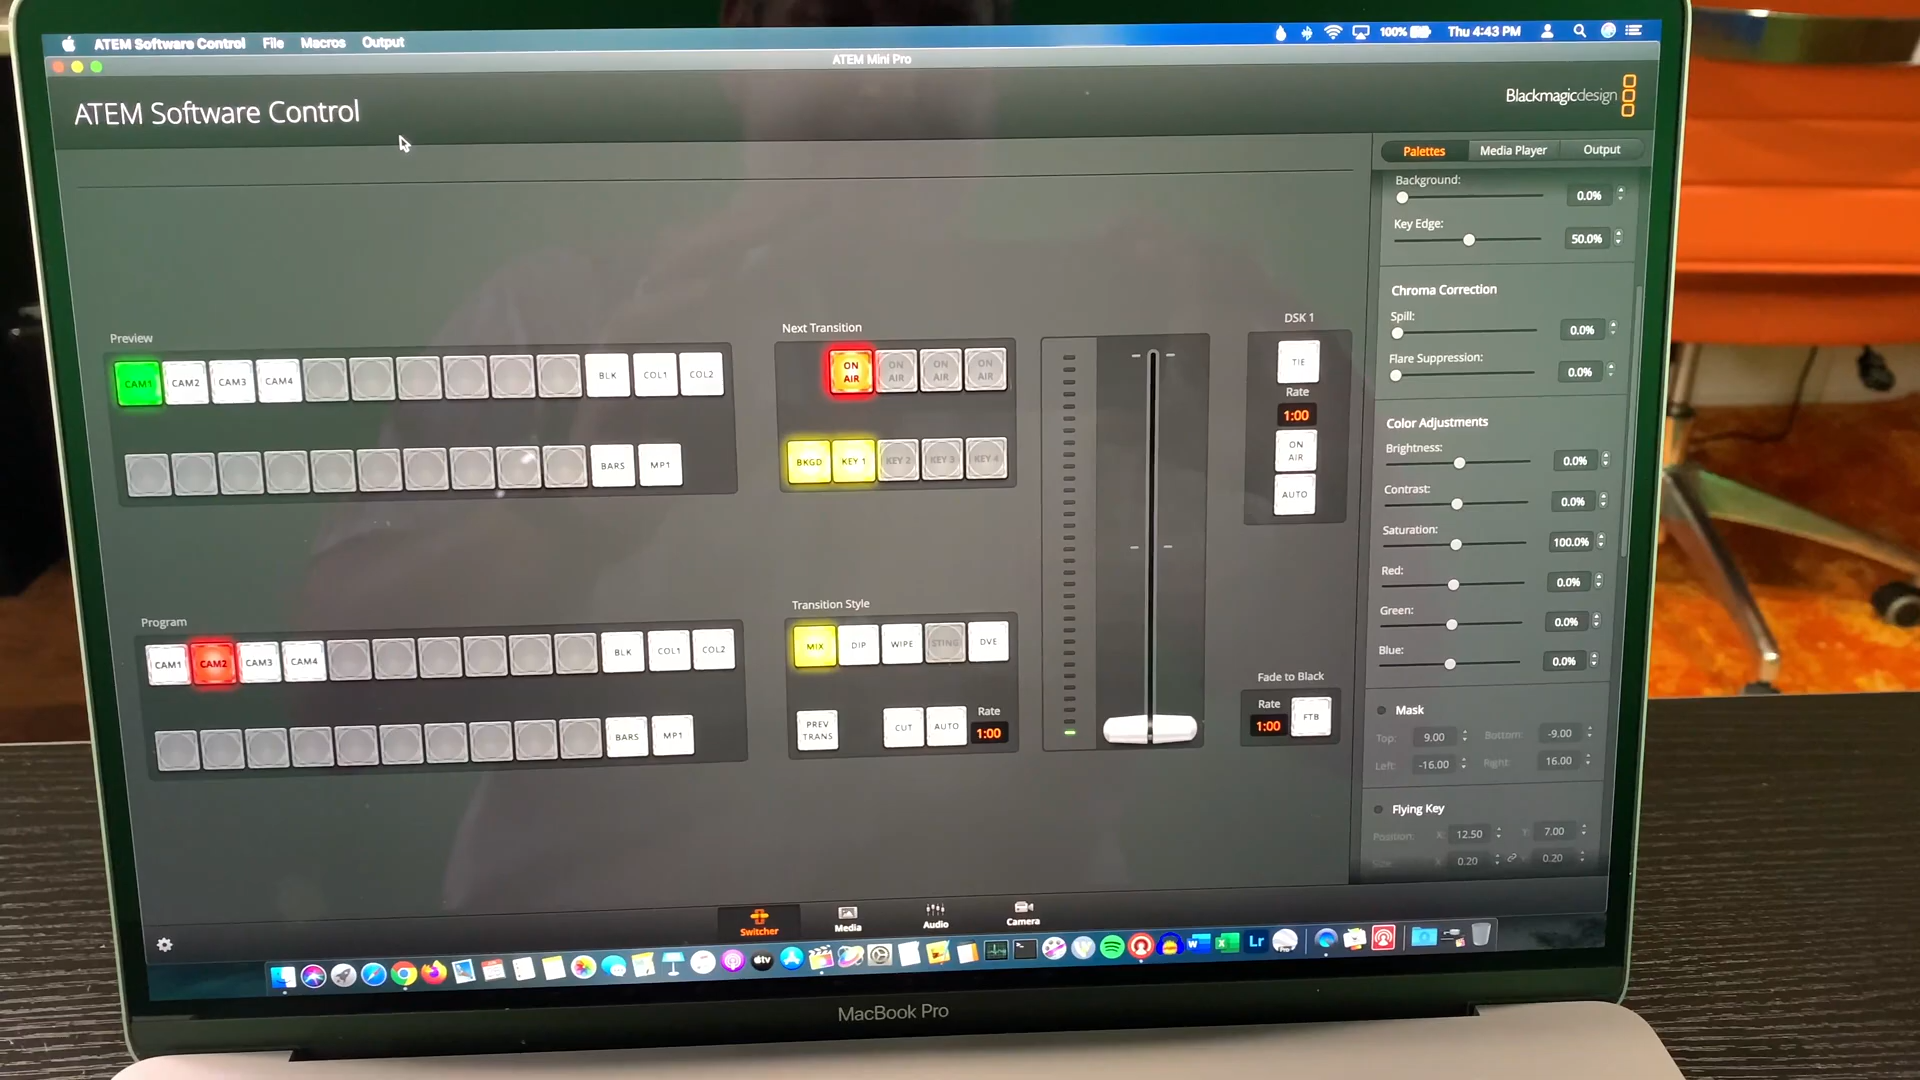 ATEM Software Control File Macros Output 100% Thu 4:43 PM
ATEM Mini Pro
ATEM Software Control
Blackmagicdesign
Palettes Media Player Output
Background: 0.0%
Key Edge: 50.0%
Chroma Correction
Spill: 0.0%
Flare Suppression: 0.0%
Color Adjustments
Brightness: 0.0%
Contrast: 0.0%
Saturation: 100.0%
Red: 0.0%
Green: 0.0%
Blue: 0.0%
Mask
Top: 9.00 Bottom: -9.00
Left: -16.00 Right: 16.00
Flying Key
Position: X: 12.50 Y: 7.00
Size X: 0.20 0.20
Preview
CAM1 CAM2 CAM3 CAM4 BLK COL1 COL2
BARS MP1
Next Transition
ON AIR ON AIR ON AIR ON AIR
BKGD KEY 1 KEY 2 KEY 3 KEY 4
DSK 1
TIE
Rate
1:00
ON AIR
AUTO
Program
CAM1 CAM2 CAM3 CAM4 BLK COL1 COL2
BARS MP1
Transition Style
MIX DIP WIPE STING DVE
PREV TRANS CUT AUTO Rate 1:00
Fade to Black
Rate 1:00 FTB
Switcher Media Audio Camera
tv W X Lr
MacBook Pro